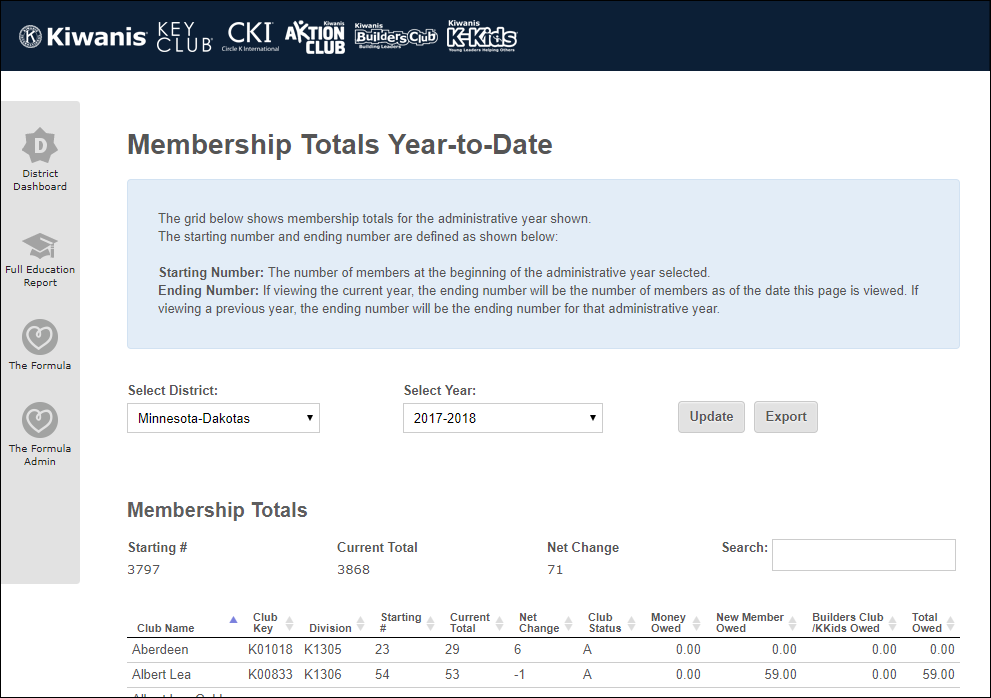 Kiwanis KEY CLUB CKI Circle K International Kiwanis AKTION CLUB Kiwanis Builders Club Building Leaders Kiwanis K-Kids Young Leaders Helping Others
D
District
Dashboard
Full Education
Report
The Formula
The Formula
Admin
Membership Totals Year-to-Date
The grid below shows membership totals for the administrative year shown.
The starting number and ending number are defined as shown below:
Starting Number: The number of members at the beginning of the administrative year selected.
Ending Number: If viewing the current year, the ending number will be the number of members as of the date this page is viewed. If
viewing a previous year, the ending number will be the ending number for that administrative year.
Select District: Select Year:
Minnesota-Dakotas 2017-2018 Update Export
Membership Totals
Starting # Current Total Net Change Search:
3797 3868 71
Club Name Club Key Division Starting # Current Total Net Change Club Status Money Owed New Member Owed Builders Club /KKids Owed Total Owed
Aberdeen K01018 K1305 23 29 6 A 0.00 0.00 0.00 0.00
Albert Lea K00833 K1306 54 53 -1 A 0.00 59.00 0.00 59.00